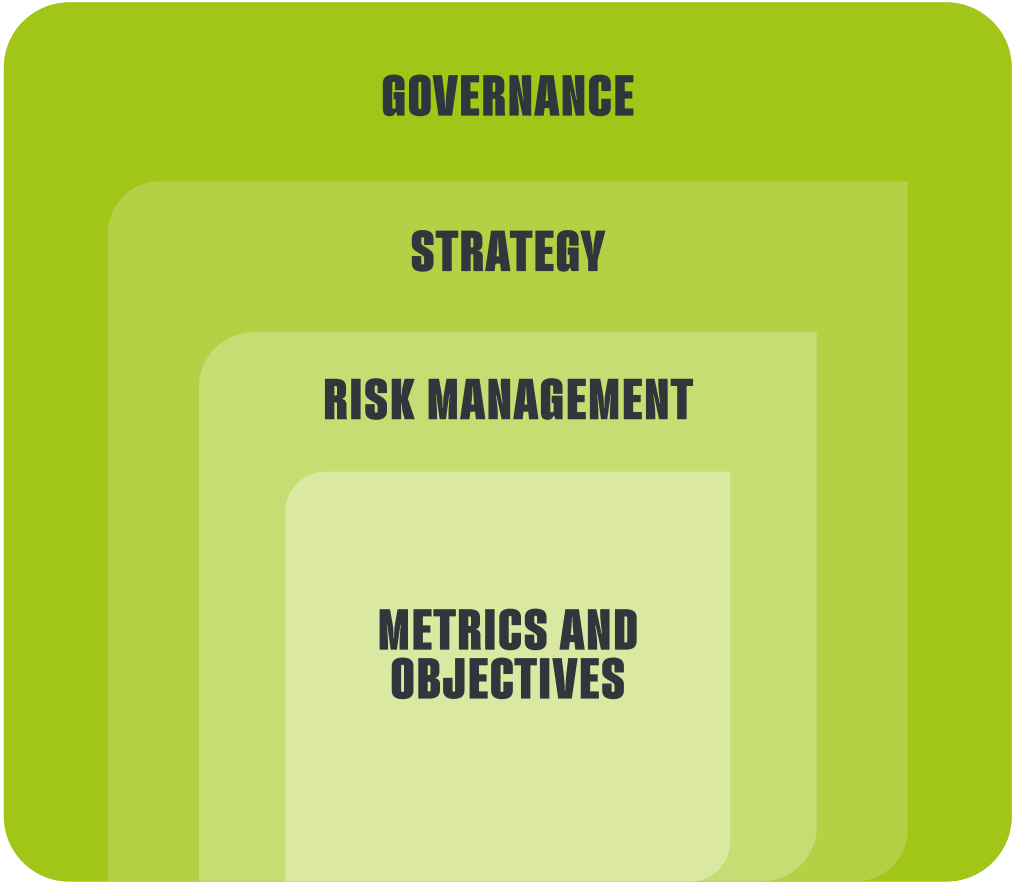 GOVERNANCE
STRATEGY
RISK MANAGEMENT
METRICS AND
OBJECTIVES